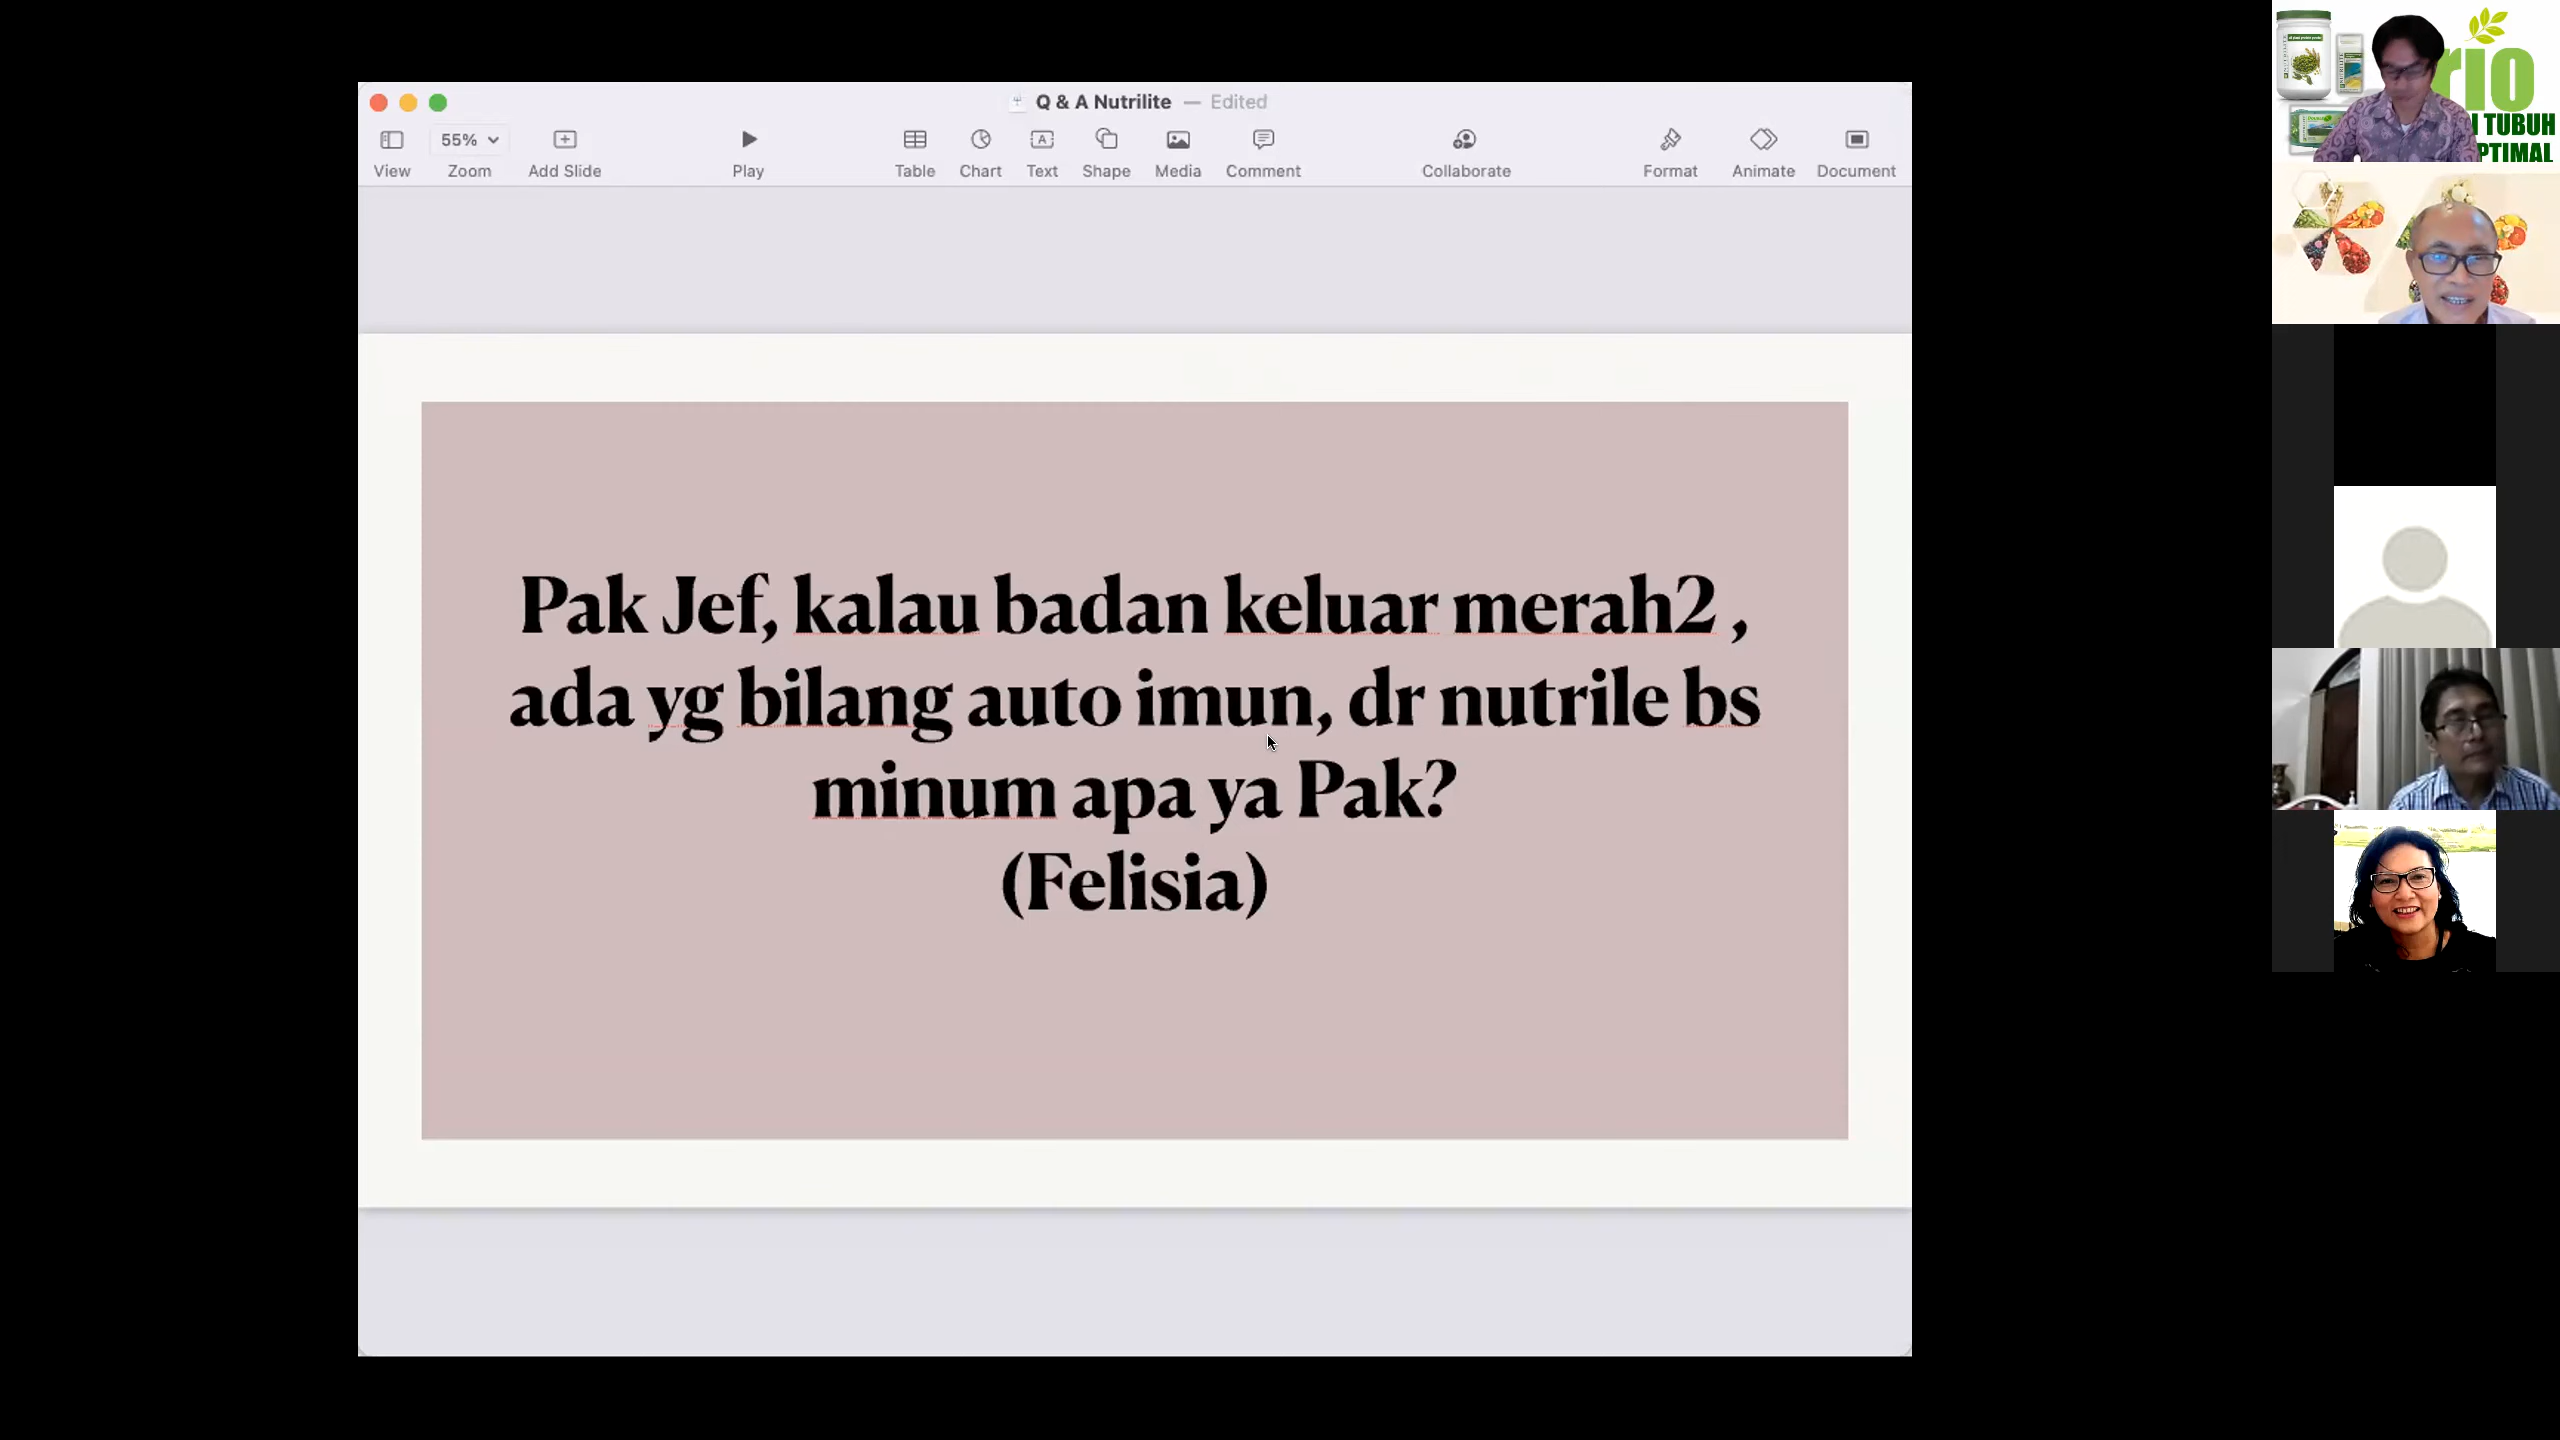 Q & A Nutrilite — Edited
55%
View
Zoom
Add Slide
Play
Table
Chart
Text
Shape
Media
Comment
Collaborate
Format
Animate
Document
Pak Jef, kalau badan keluar merah2 ,
ada yg bilang auto imun, dr nutrile bs
minum apa ya Pak?
(Felisia)
rio
I TUBUH
PTIMAL